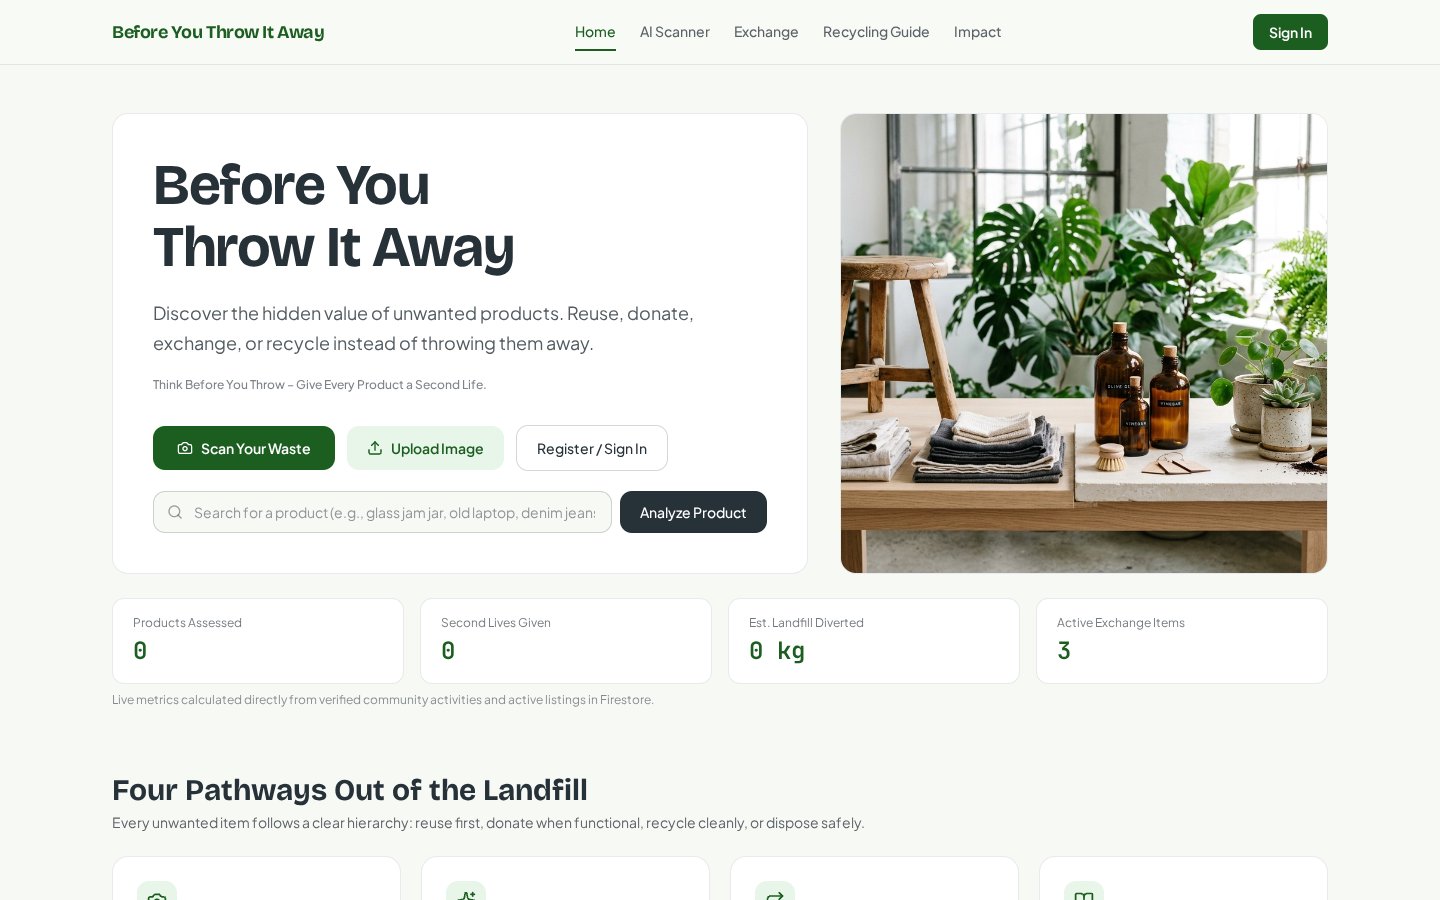 Before You Throw It Away
Home
AI Scanner
Exchange
Recycling Guide
Impact
Sign In
Before You
Throw It Away
Discover the hidden value of unwanted products. Reuse, donate,
exchange, or recycle instead of throwing them away.
Think Before You Throw – Give Every Product a Second Life.
Scan Your Waste
Upload Image
Register / Sign In
Search for a product (e.g., glass jam jar, old laptop, denim jeans
Analyze Product
VINEGAR
VINEGAR
Products Assessed
0
Second Lives Given
0
Est. Landfill Diverted
0 kg
Active Exchange Items
3
Live metrics calculated directly from verified community activities and active listings in Firestore.
Four Pathways Out of the Landfill
Every unwanted item follows a clear hierarchy: reuse first, donate when functional, recycle cleanly, or dispose safely.